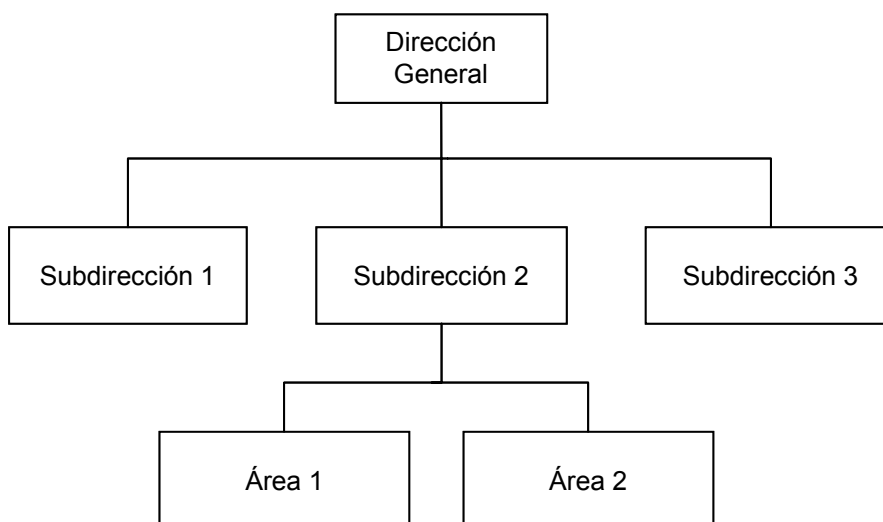 Dirección
General
Subdirección 1
Subdirección 2
Subdirección 3
Área 1
Área 2